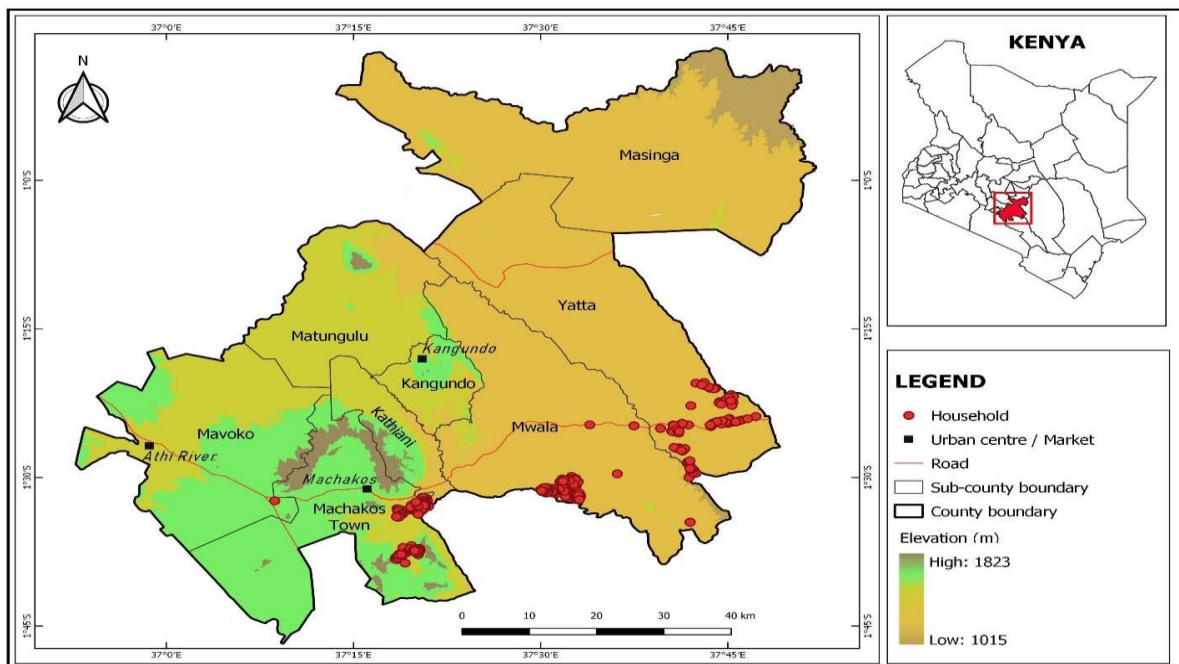 37°0'E 37°15'E 37°30'E 37°45'E
N
Masinga
1°0'S 1°0'S
Yatta
1°15'S 1°15'S
Matungulu
Kangundo
Kangundo
Kathiani
Mwala
Mavoko
Athi River
1°30'S 1°30'S
Machakos
Machakos
Town
0 10 20 30 40 km
1°45'S 1°45'S
37°0'E 37°15'E 37°30'E 37°45'E
KENYA
LEGEND
Household
Urban centre / Market
Road
Sub-county boundary
County boundary
Elevation (m)
High: 1823
Low: 1015